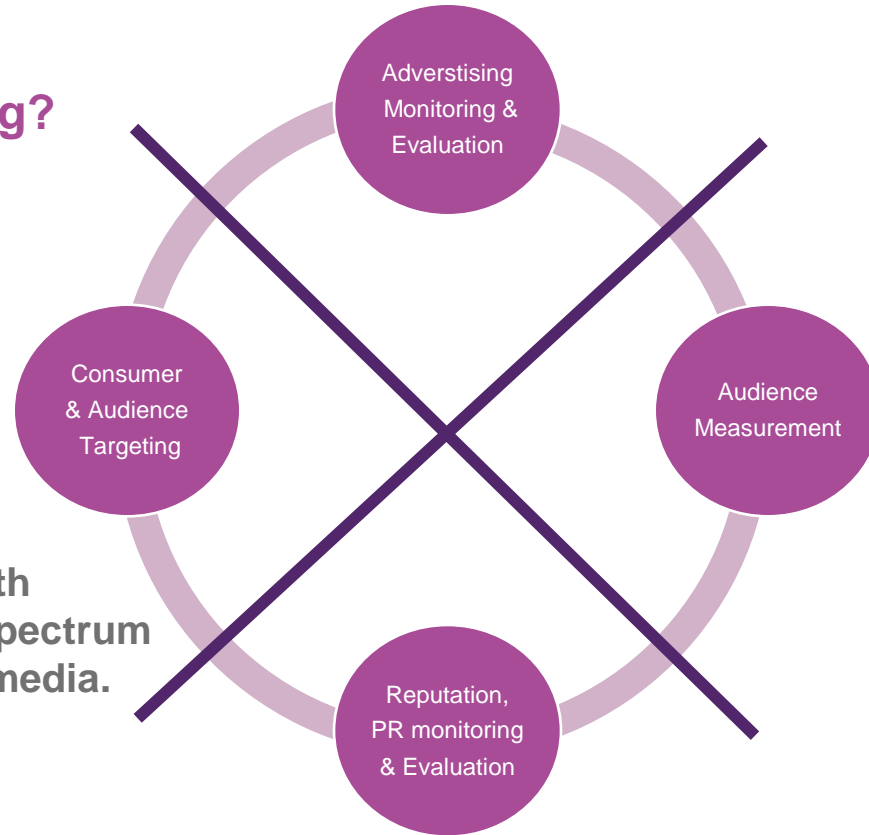 g?
Adverstising
Monitoring &
Evaluation
Consumer
& Audience
Targeting
Audience
Measurement
th
pectrum
media.
Reputation,
PR monitoring
& Evaluation